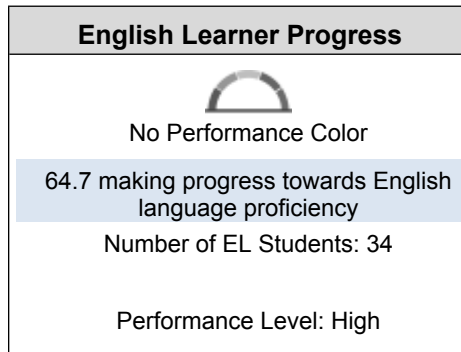 English Learner Progress
No Performance Color
64.7 making progress towards English
language proficiency
Number of EL Students: 34
Performance Level: High